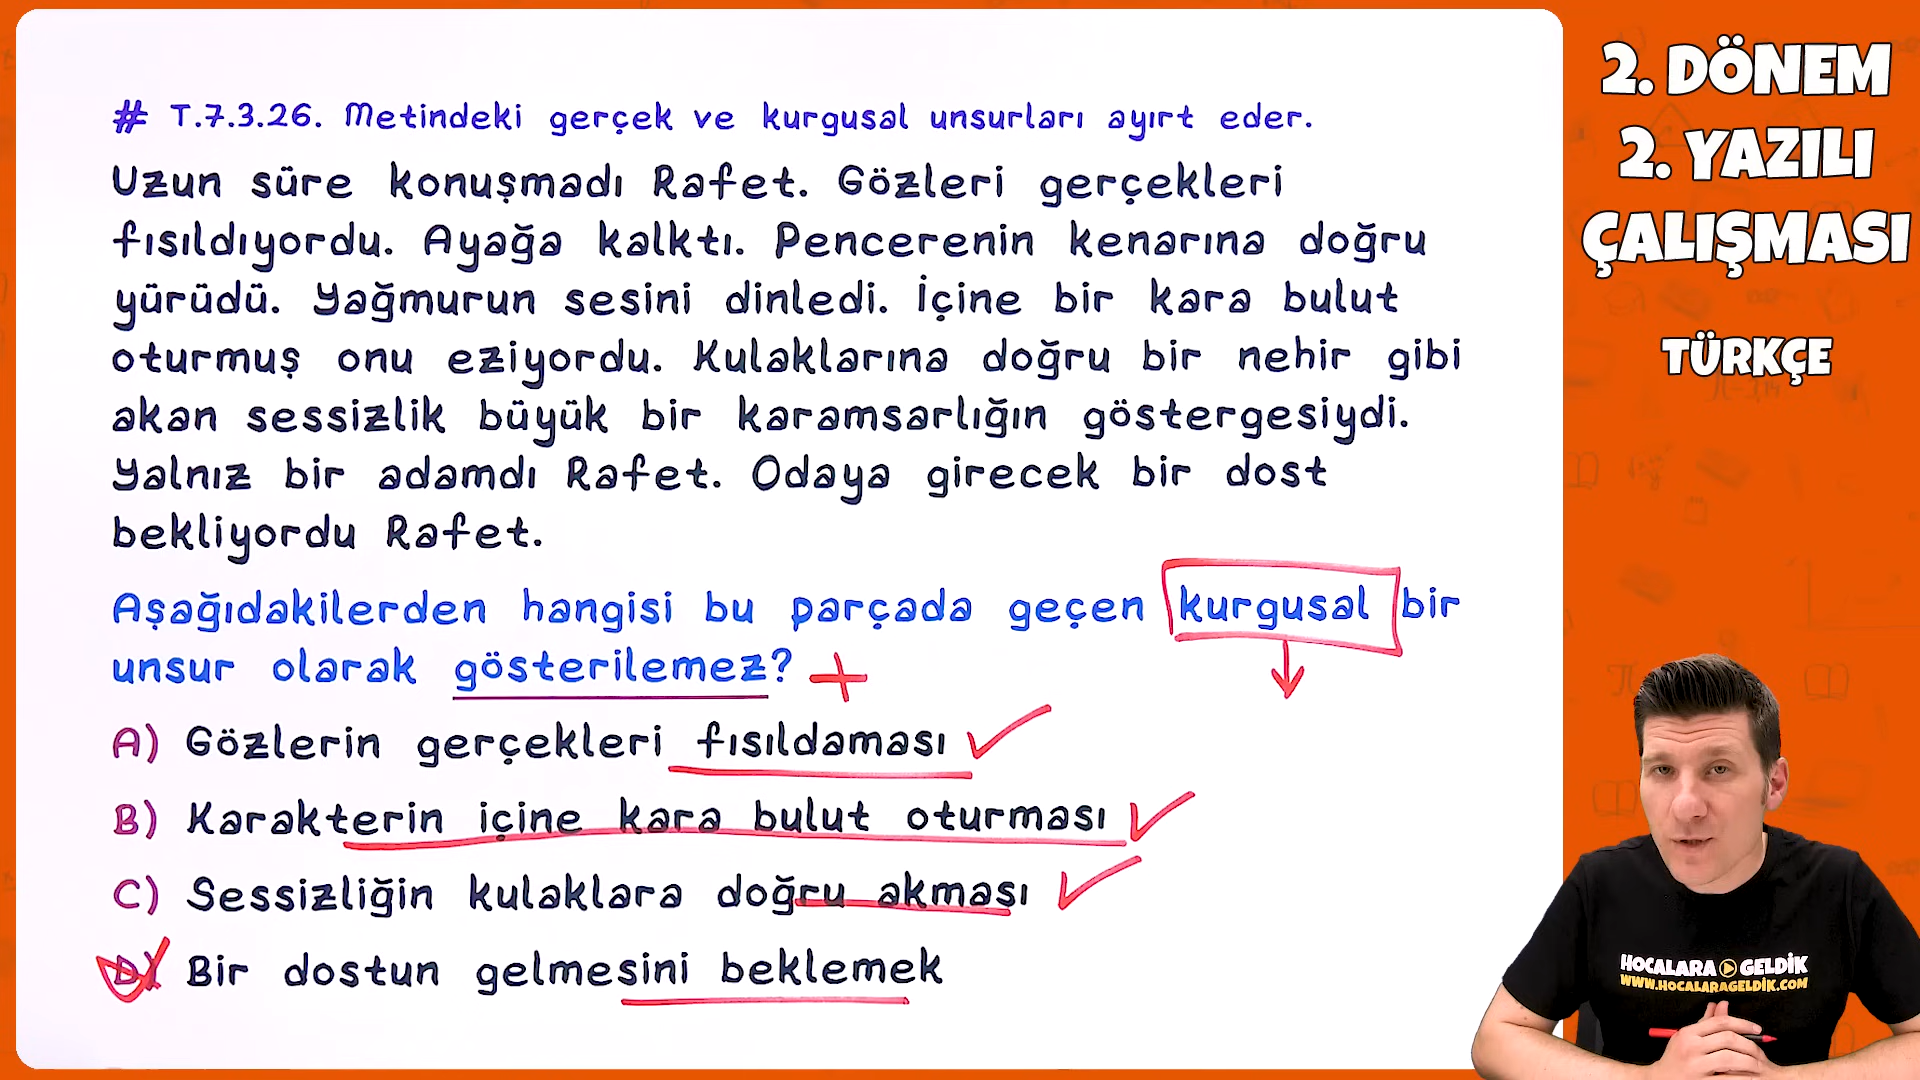 # T.7.3.26. Metindeki gerçek ve kurgusal unsurları ayırt eder.
Uzun süre konuşmadı Rafet. Gözleri gerçekleri
fısıldıyordu. Ayağa kalktı. Pencerenin kenarına doğru
yürüdü. Yağmurun sesini dinledi. İçine bir kara bulut
oturmuş onu eziyordu. Kulaklarına doğru bir nehir gibi
akan sessizlik büyük bir karamsarlığın göstergesiydi.
Yalnız bir adamdı Rafet. Odaya girecek bir dost
bekliyordu Rafet.
Aşağıdakilerden hangisi bu parçada geçen kurgusal bir
unsur olarak gösterilemez? +
A) Gözlerin gerçekleri fısıldaması
B) Karakterin içine kara bulut oturması
C) Sessizliğin kulaklara doğru akması
D) Bir dostun gelmesini beklemek
2. DÖNEM
2. YAZILI
ÇALIŞMASI
TÜRKÇE
HOCALARA GELDİK
WWW.HOCALARAGELDİK.COM